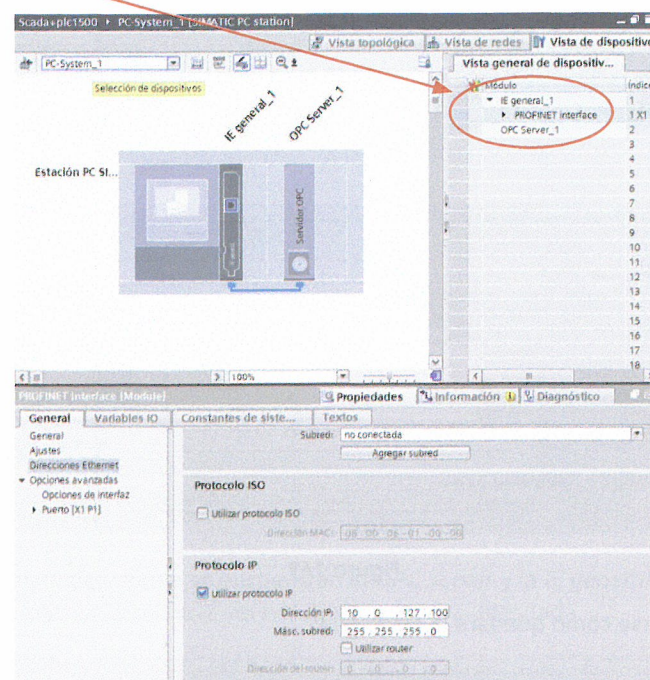 Scada+plc1500 ▸ PC-System_1 [SIMATIC PC station]
Vista topológica
Vista de redes
Vista de dispositivo
PC-System_1
Vista general de dispositiv...
Selección de dispositivos
Módulo
Índice
IE general_1
1
PROFINET interface
1 X1
OPC Server_1
2
3
4
5
6
7
8
9
10
11
12
13
14
15
16
17
18
IE general_1
OPC Server_1
Estación PC SI...
Servidor OPC
100%
PROFINET interface [Module]
Propiedades
Información
Diagnóstico
General
Variables IO
Constantes de siste...
Textos
General
Ajustes
Direcciones Ethernet
Opciones avanzadas
Opciones de interfaz
Puerto [X1 P1]
Subred: no conectada
Agregar subred
Protocolo ISO
Utilizar protocolo ISO
Dirección MAC: 08 -00 -06 -01 -00 -00
Protocolo IP
Utilizar protocolo IP
Dirección IP: 10 . 0 . 127 . 100
Másc. subred: 255 . 255 . 255 . 0
Utilizar router
Dirección del router: 0 . 0 . 0 . 0